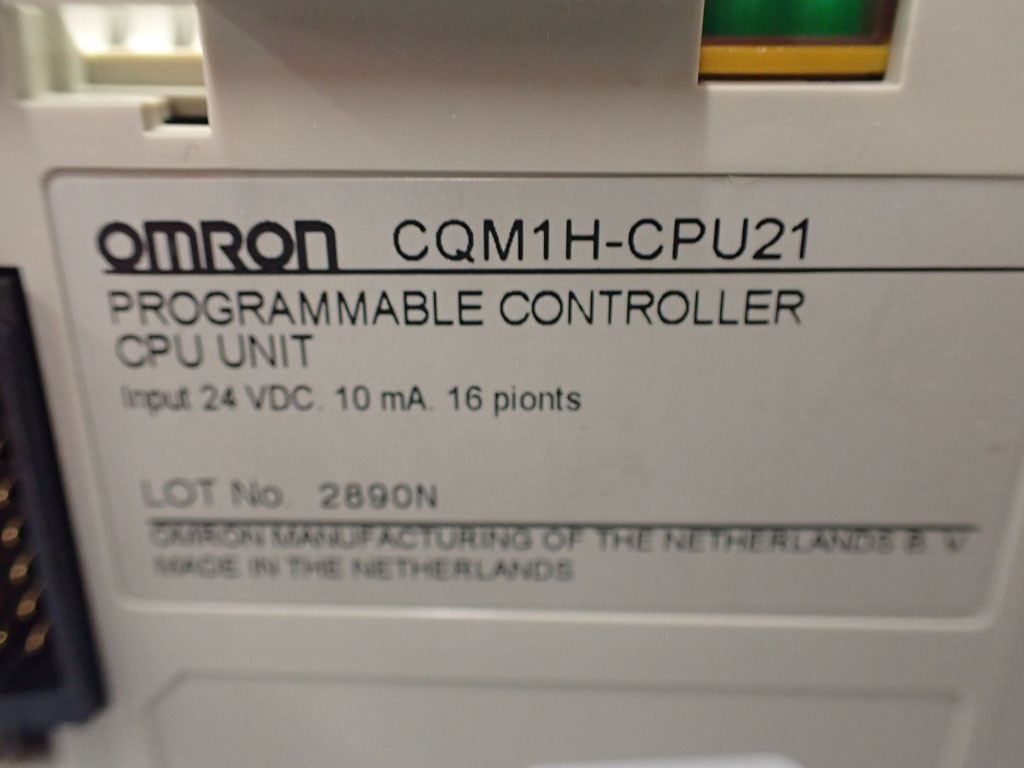 OMRON CQM1H-CPU21
PROGRAMMABLE CONTROLLER
CPU UNIT
Input 24 VDC. 10 mA. 16 pionts
LOT No. 2890N
OMRON MANUFACTURING OF THE NETHERLANDS B. V
MADE IN THE NETHERLANDS